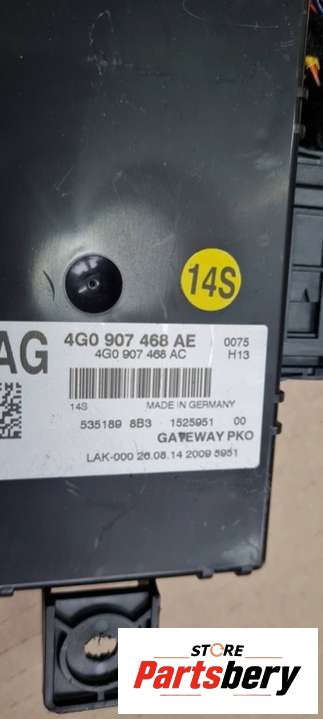 14S
AG 4G0 907 468 AE 0075
4G0 907 468 AC H13
14S MADE IN GERMANY
535189 8B3 1525951 00
GATEWAY PKO
LAK-000 26.08.14 2009 5951
STORE
Partsbery